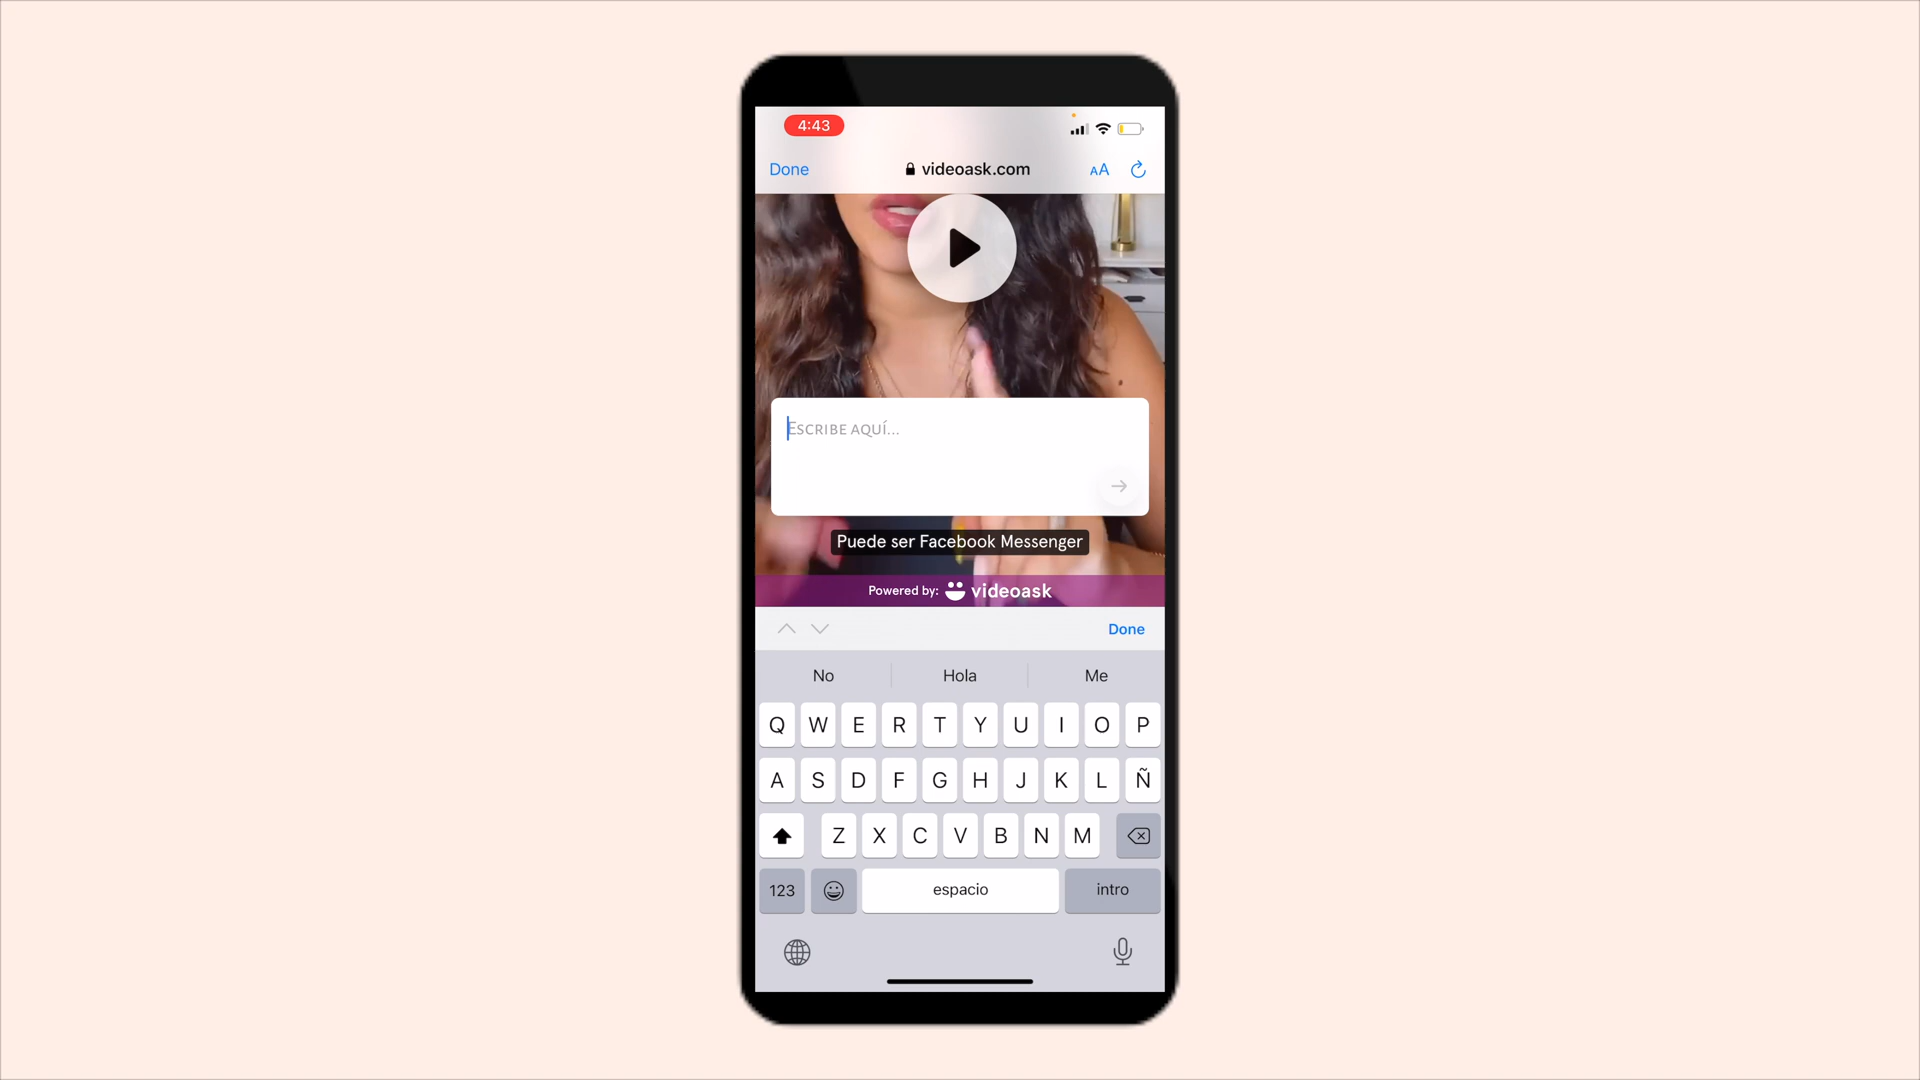 4:43
Done videoask.com AA
ESCRIBE AQUÍ...
Puede ser Facebook Messenger
Powered by: videoask
Done
No Hola Me
Q W E R T Y U I O P
A S D F G H J K L Ñ
Z X C V B N M
123 espacio intro